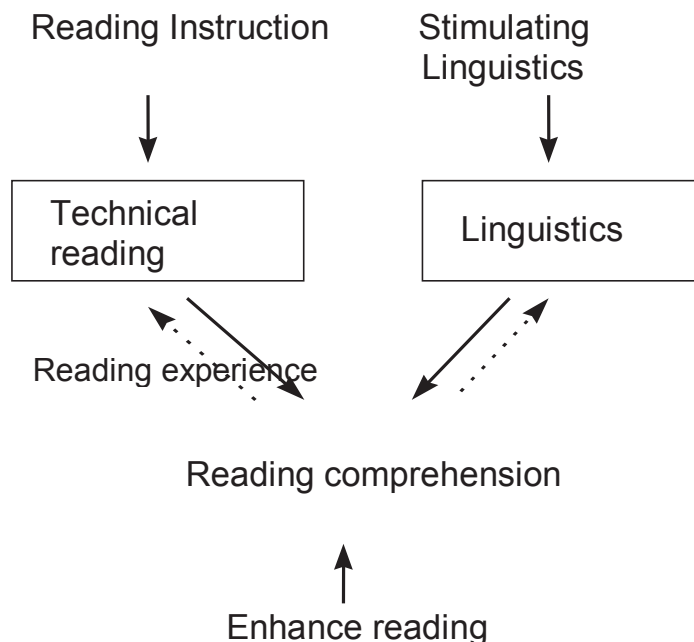 Reading Instruction
Stimulating
Linguistics
Technical
reading
Linguistics
Reading experience
Reading comprehension
Enhance reading